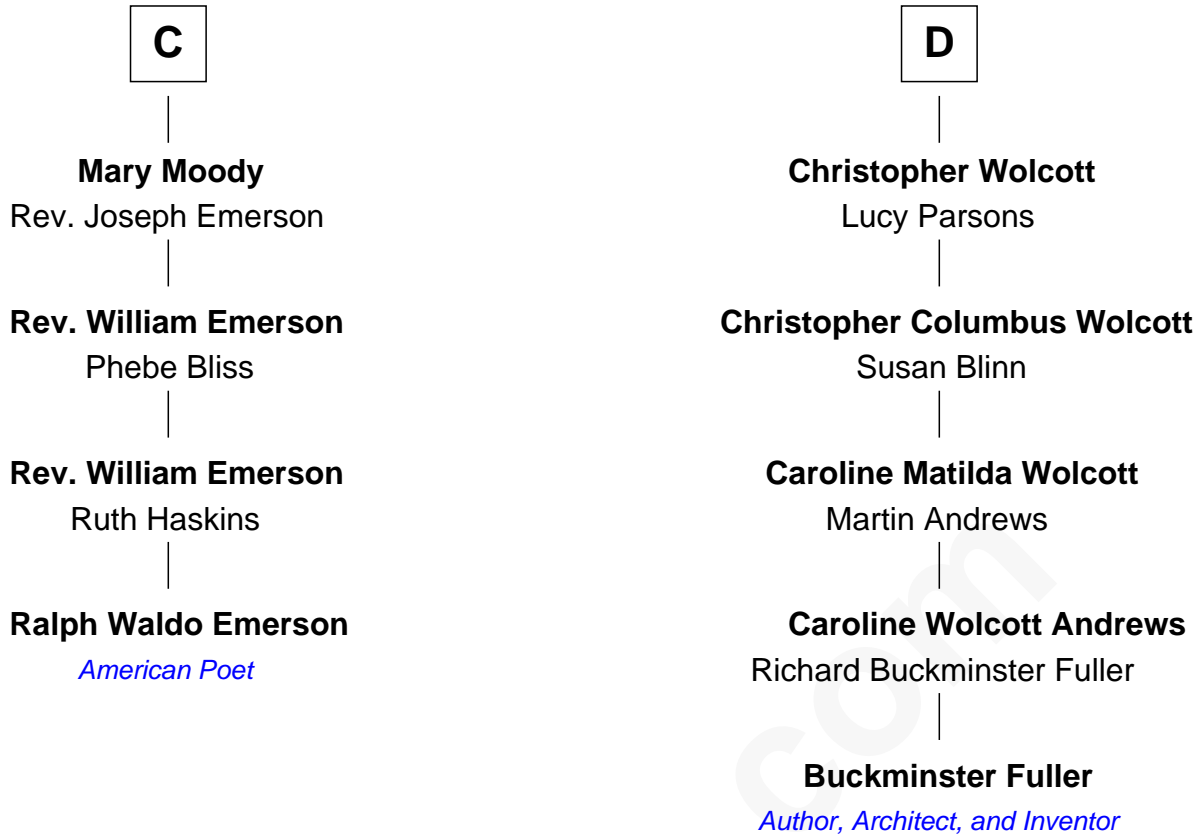 C
Mary Moody
Rev. Joseph Emerson
Rev. William Emerson
Phebe Bliss
Rev. William Emerson
Ruth Haskins
Ralph Waldo Emerson
American Poet
D
Christopher Wolcott
Lucy Parsons
Christopher Columbus Wolcott
Susan Blinn
Caroline Matilda Wolcott
Martin Andrews
Caroline Wolcott Andrews
Richard Buckminster Fuller
Buckminster Fuller
Author, Architect, and Inventor
com